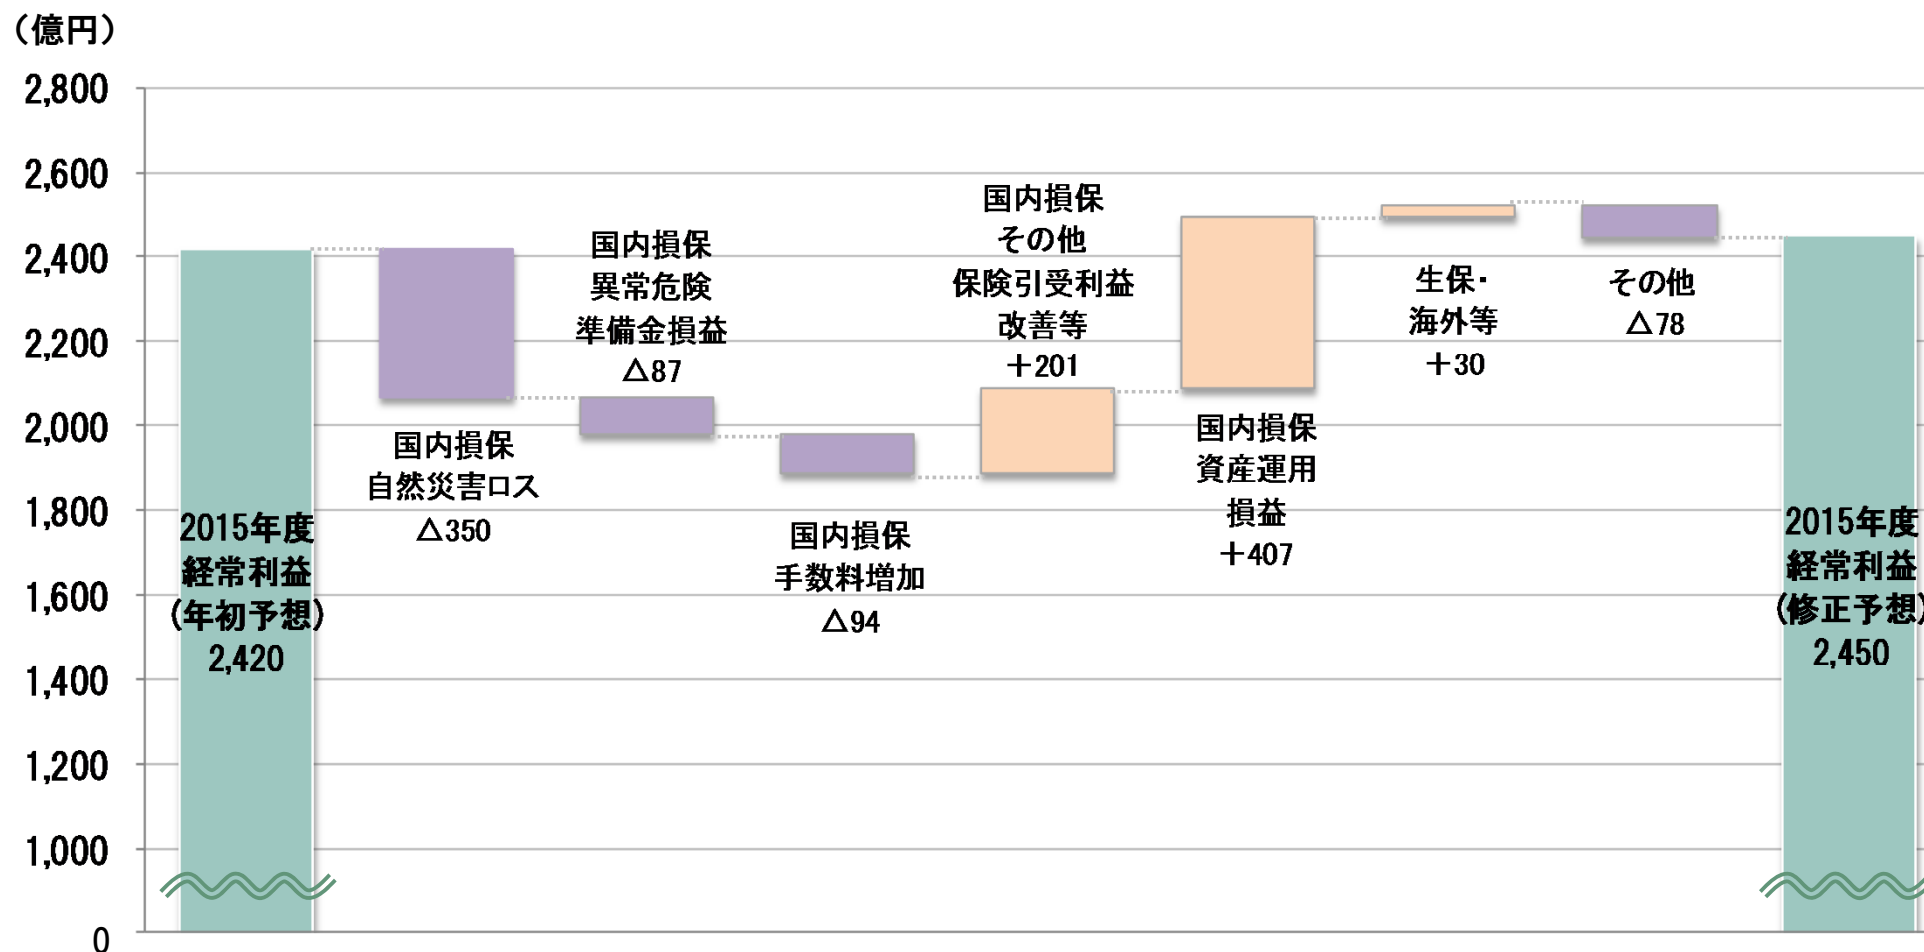 （億円）
2,800
2,600
2,400
2,200
2,000
1,800
1,600
1,400
1,200
1,000
0
2015年度
経常利益
（年初予想）
2,420
国内損保
自然災害ロス
△350
国内損保
異常危険
準備金損益
△87
国内損保
手数料増加
△94
国内損保
その他
保険引受利益
改善等
＋201
国内損保
資産運用
損益
＋407
生保・
海外等
＋30
その他
△78
2015年度
経常利益
（修正予想）
2,450